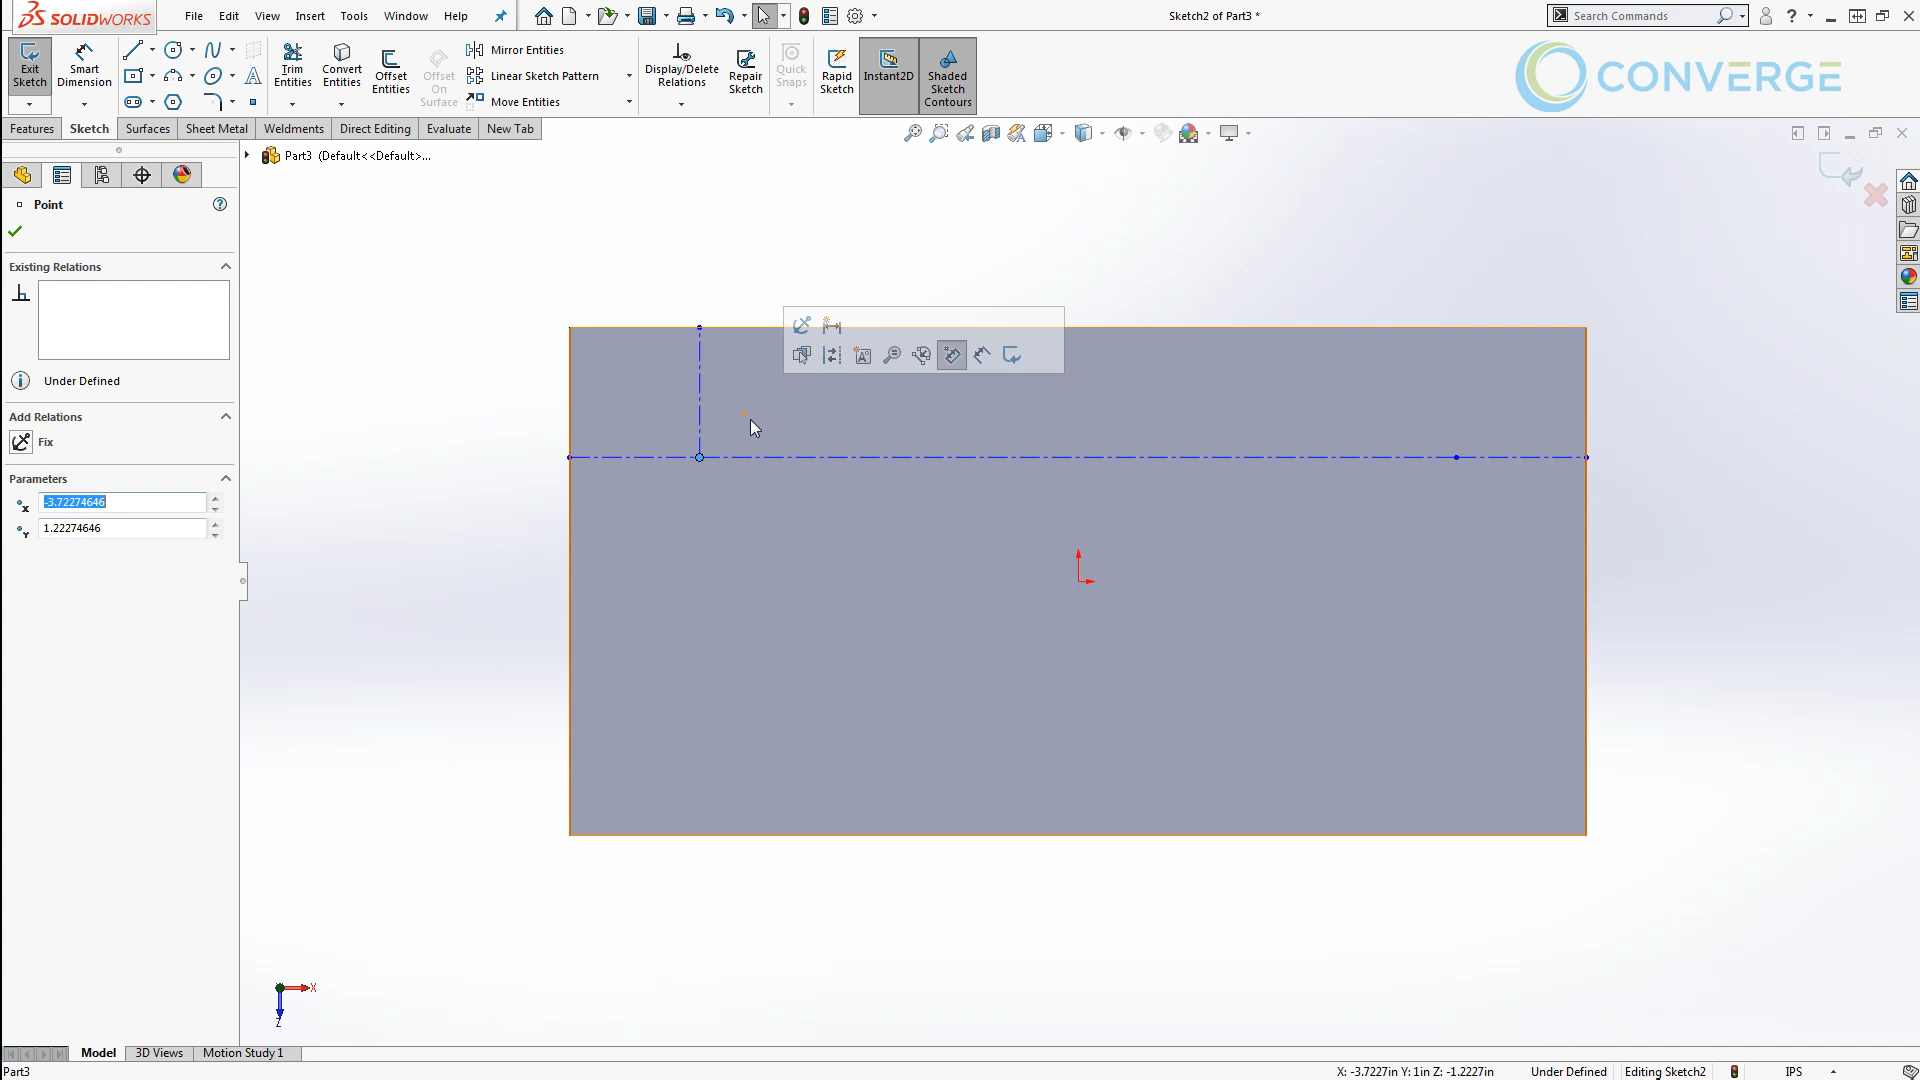 SOLIDWORKS
File Edit View Insert Tools Window Help
Sketch2 of Part3 *
Search Commands
Exit Sketch
Smart Dimension
Trim Entities
Convert Entities
Offset Entities
Offset On Surface
Mirror Entities
Linear Sketch Pattern
Move Entities
Display/Delete Relations
Repair Sketch
Quick Snaps
Rapid Sketch
Instant2D
Shaded Sketch Contours
CONVERGE
Features Sketch Surfaces Sheet Metal Weldments Direct Editing Evaluate New Tab
Part3 (Default<<Default>...
Point
Existing Relations
Under Defined
Add Relations
Fix
Parameters
-3.72274646
1.22274646
X
Z
Model 3D Views Motion Study 1
Part3
X: -3.7227in Y: 1in Z: -1.2227in Under Defined Editing Sketch2 IPS